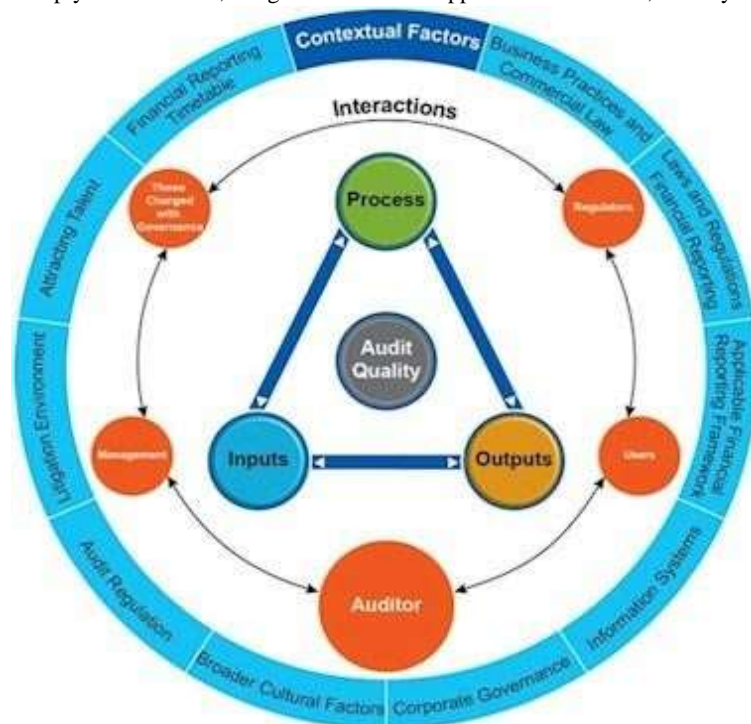 Contextual Factors
Business Practices and
Commercial Law
Laws and Regulations
Financial Reporting
Applicable Financial
Reporting Framework
Information Systems
Corporate Governance
Broader Cultural Factors
Audit Regulation
Litigation Environment
Attracting Talent
Financial Reporting
Timetable
Interactions
Those
Charged
with
Governance
Regulators
Management
Users
Auditor
Process
Audit
Quality
Inputs
Outputs